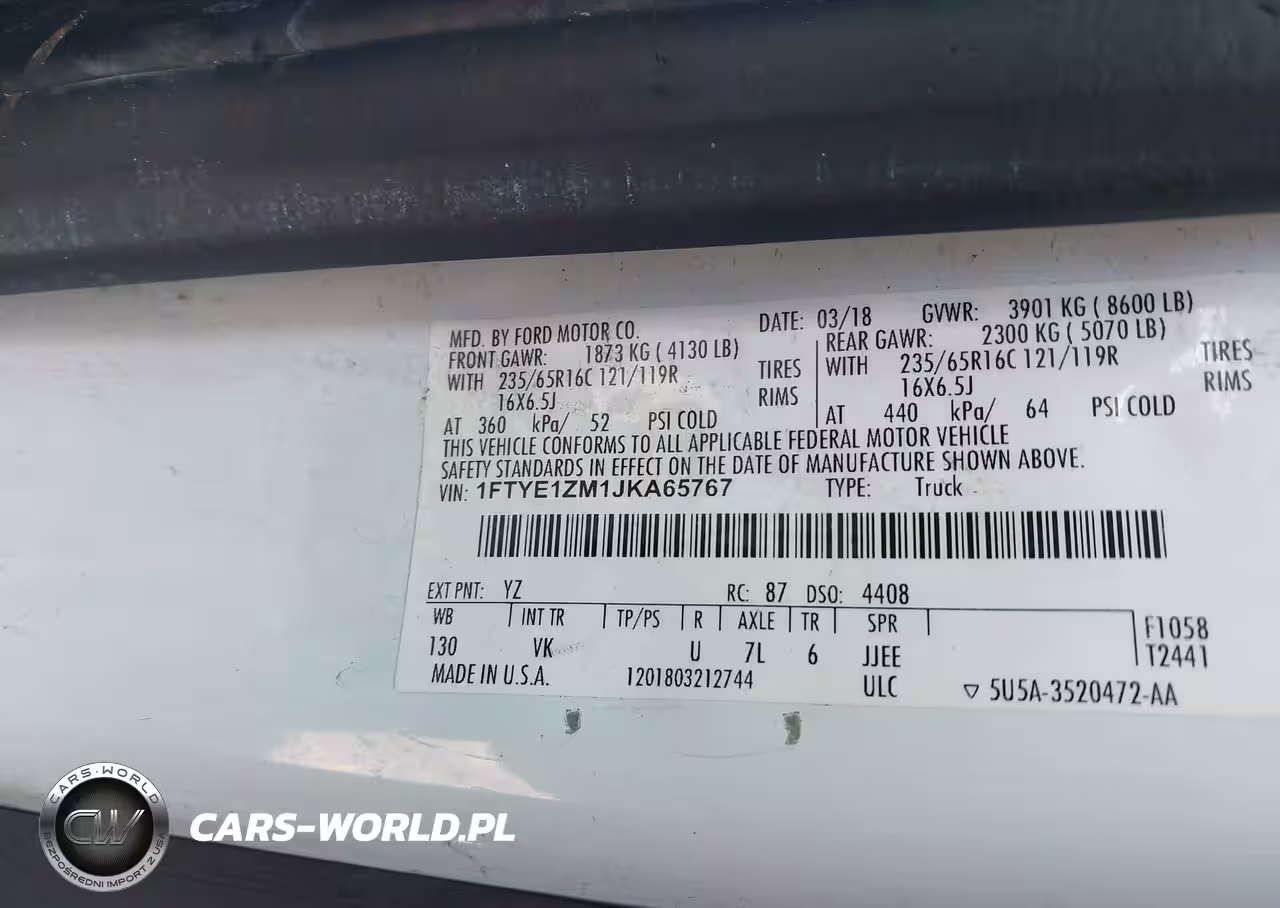 MFD. BY FORD MOTOR CO. DATE: 03/18 GVWR: 3901 KG ( 8600 LB)
FRONT GAWR: 1873 KG ( 4130 LB) REAR GAWR: 2300 KG ( 5070 LB)
WITH 235/65R16C 121/119R TIRES WITH 235/65R16C 121/119R TIRES
16X6.5J RIMS 16X6.5J RIMS
AT 360 kPa/ 52 PSI COLD AT 440 kPa/ 64 PSI COLD
THIS VEHICLE CONFORMS TO ALL APPLICABLE FEDERAL MOTOR VEHICLE
SAFETY STANDARDS IN EFFECT ON THE DATE OF MANUFACTURE SHOWN ABOVE.
VIN: 1FTYE1ZM1JKA65767 TYPE: Truck
EXT PNT: YZ RC: 87 DSO: 4408
WB INT TR TP/PS R AXLE TR SPR F1058
130 VK U 7L 6 JJEE T2441
MADE IN U.S.A. 1201803212744 ULC ▽ 5U5A-3520472-AA
CARS-WORLD
CW
BEZPOŚREDNI IMPORT Z USA
CARS-WORLD.PL